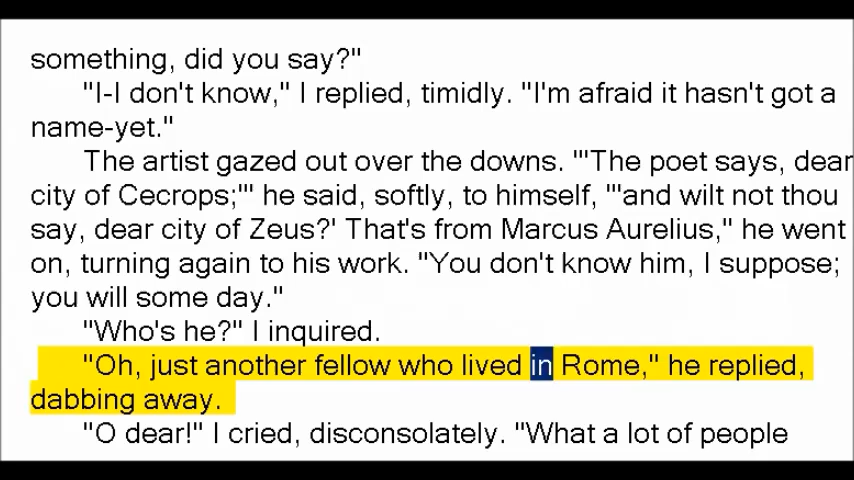 something, did you say?"
"I-I don't know," I replied, timidly. "I'm afraid it hasn't got a
name-yet."
The artist gazed out over the downs. "'The poet says, dear
city of Cecrops;'" he said, softly, to himself, "'and wilt not thou
say, dear city of Zeus?' That's from Marcus Aurelius," he went
on, turning again to his work. "You don't know him, I suppose;
you will some day."
"Who's he?" I inquired.
"Oh, just another fellow who lived in Rome," he replied,
dabbing away.
"O dear!" I cried, disconsolately. "What a lot of people